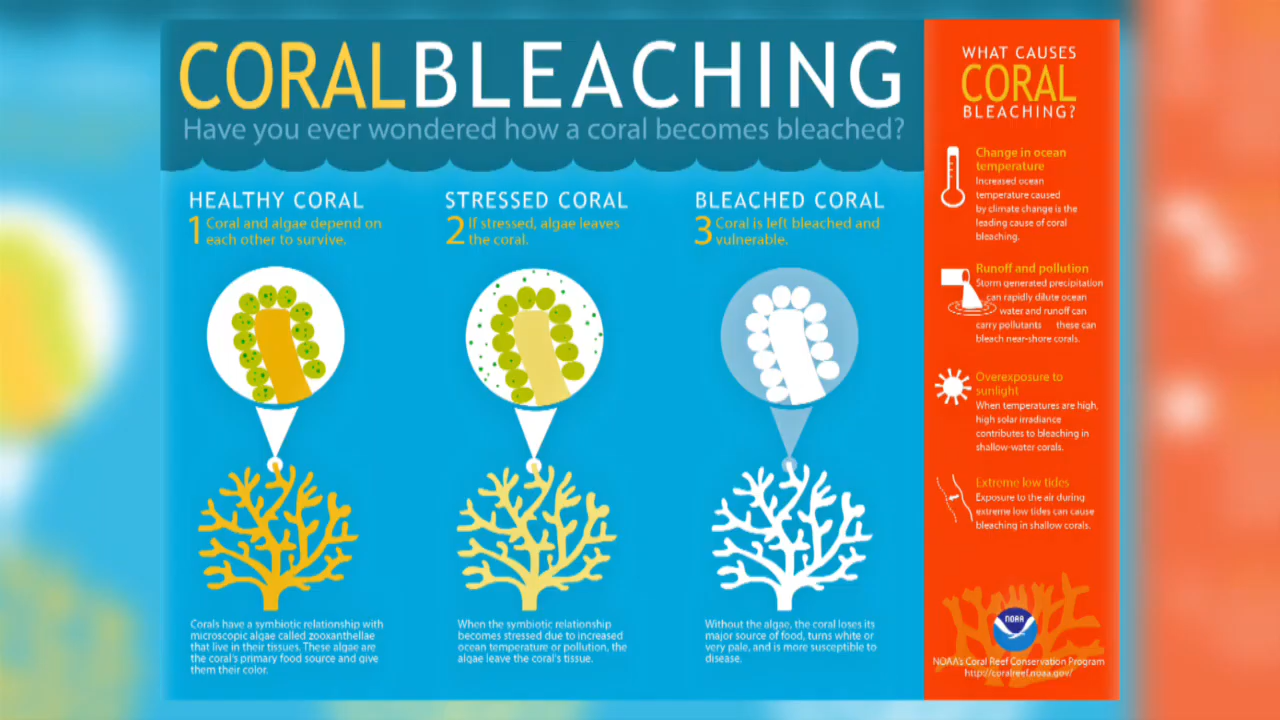 CORAL BLEACHING
Have you ever wondered how a coral becomes bleached?
HEALTHY CORAL
1 Coral and algae depend on
each other to survive.
Corals have a symbiotic relationship with
microscopic algae called zooxanthellae
that live in their tissues. These algae are
the coral's primary food source and give
them their color.
STRESSED CORAL
2 If stressed, algae leaves
the coral.
When the symbiotic relationship
becomes stressed due to increased
ocean temperature or pollution, the
algae leave the coral's tissue.
BLEACHED CORAL
3 Coral is left bleached and
vulnerable.
Without the algae, the coral loses its
major source of food, turns white or
very pale, and is more susceptible to
disease.
WHAT CAUSES
CORAL
BLEACHING?
Change in ocean
temperature
Increased ocean
temperature caused
by climate change is the
leading cause of coral
bleaching.
Runoff and pollution
Storm generated precipitation
can rapidly dilute ocean
water and runoff can
carry pollutants these can
bleach near-shore corals.
Overexposure to
sunlight
When temperatures are high,
high solar irradiance
contributes to bleaching in
shallow-water corals.
Extreme low tides
Exposure to the air during
extreme low tides can cause
bleaching in shallow corals.
NOAA
NOAA's Coral Reef Conservation Program
http://coralreef.noaa.gov/